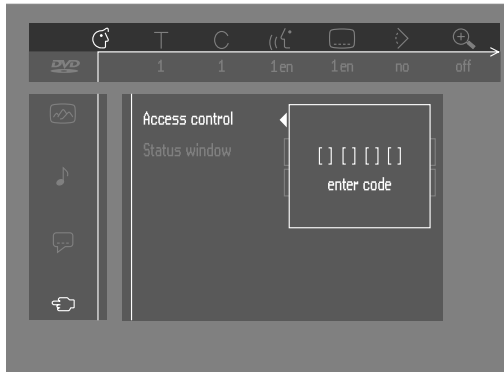 T C
DVD 1 1 1en 1en no off
Access control
Status window
[ ] [ ] [ ] [ ]
enter code